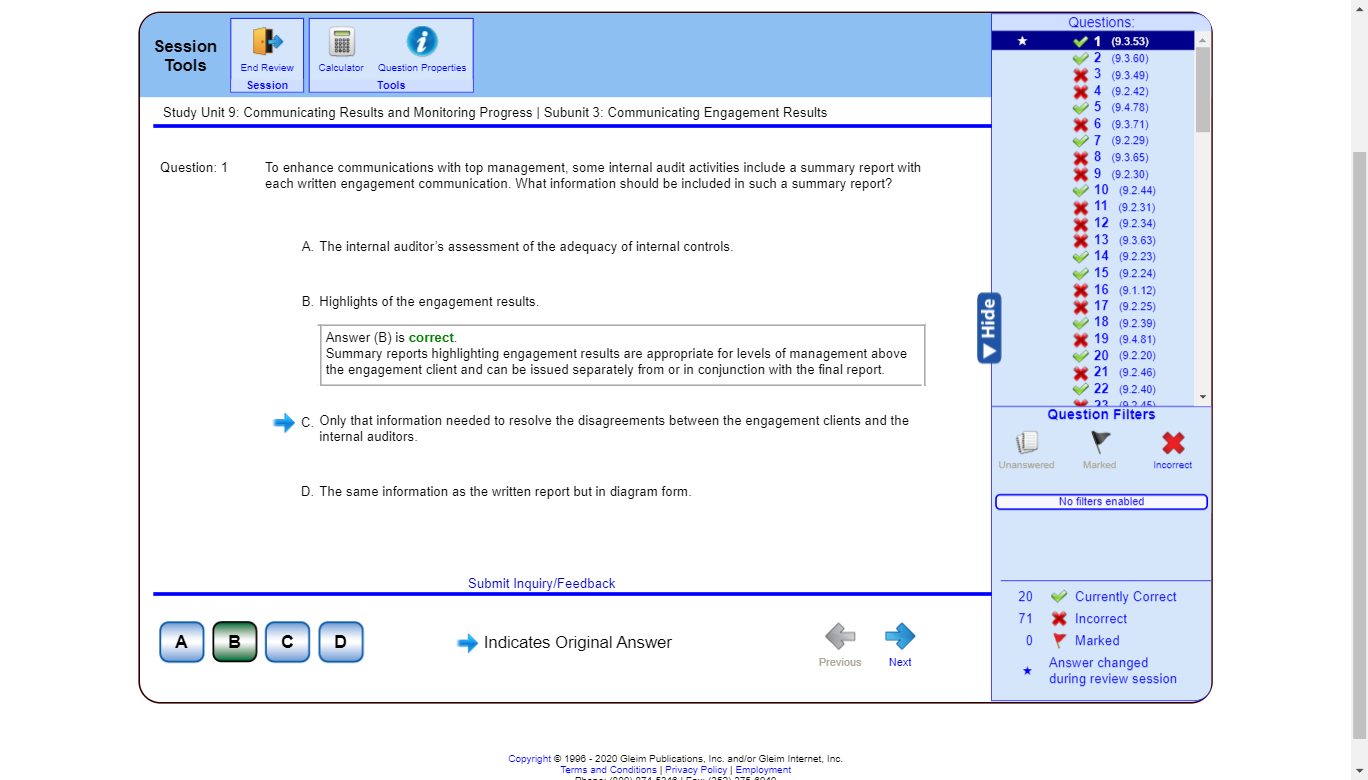 Session
Tools
End Review
Session
Calculator
Question Properties
Tools
Study Unit 9: Communicating Results and Monitoring Progress | Subunit 3: Communicating Engagement Results
Question: 1
To enhance communications with top management, some internal audit activities include a summary report with
each written engagement communication. What information should be included in such a summary report?
A. The internal auditor's assessment of the adequacy of internal controls.
B. Highlights of the engagement results.
Answer (B) is correct.
Summary reports highlighting engagement results are appropriate for levels of management above
the engagement client and can be issued separately from or in conjunction with the final report.
C. Only that information needed to resolve the disagreements between the engagement clients and the
internal auditors.
D. The same information as the written report but in diagram form.
Submit Inquiry/Feedback
A
B
C
D
Indicates Original Answer
Previous
Next
Hide
Questions:
1 (9.3.53)
2 (9.3.60)
3 (9.3.49)
4 (9.2.42)
5 (9.4.78)
6 (9.3.71)
7 (9.2.29)
8 (9.3.65)
9 (9.2.30)
10 (9.2.44)
11 (9.2.31)
12 (9.2.34)
13 (9.3.63)
14 (9.2.23)
15 (9.2.24)
16 (9.1.12)
17 (9.2.25)
18 (9.2.39)
19 (9.4.81)
20 (9.2.20)
21 (9.2.46)
22 (9.2.40)
23 (9.2.45)
Question Filters
Unanswered
Marked
Incorrect
No filters enabled
20 Currently Correct
71 Incorrect
0 Marked
Answer changed
during review session
Copyright © 1996 - 2020 Gleim Publications, Inc. and/or Gleim Internet, Inc.
Terms and Conditions | Privacy Policy | Employment